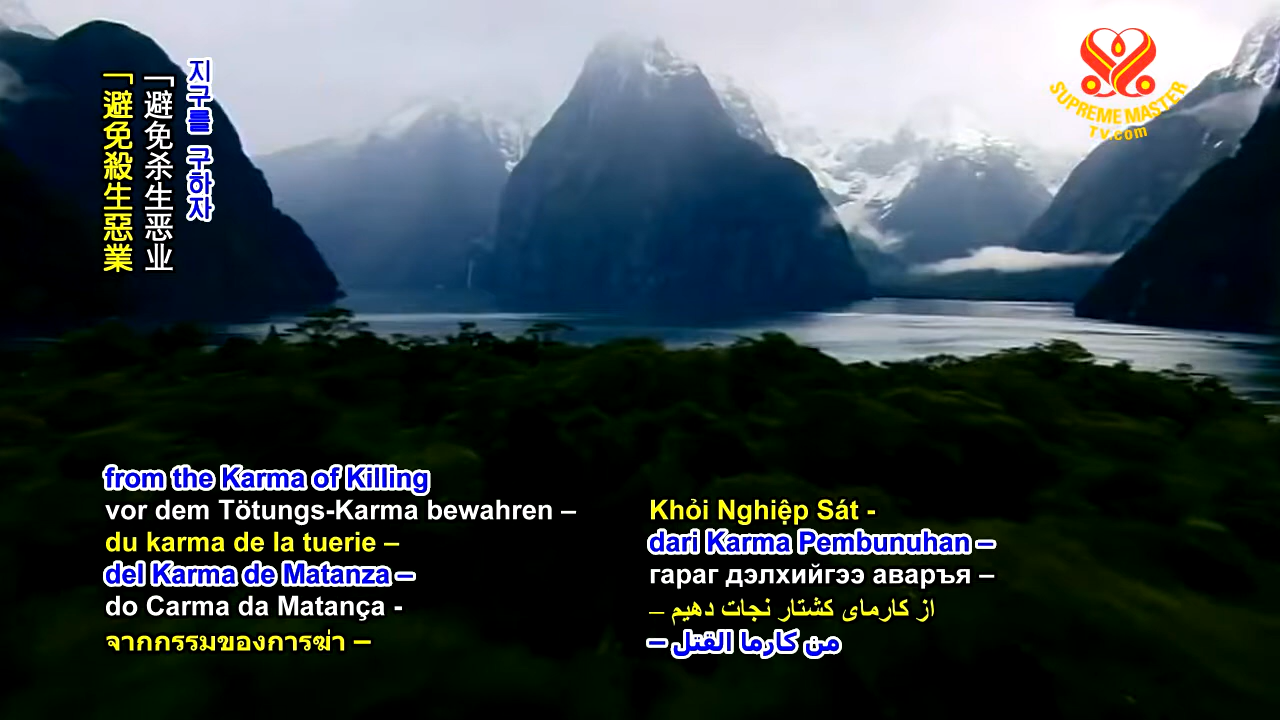 지구를 구하자
「避免杀生恶业
「避免殺生惡業
SUPREME MASTER
TV.com
from the Karma of Killing
vor dem Tötungs-Karma bewahren –
du karma de la tuerie –
del Karma de Matanza –
do Carma da Matança -
จากกรรมของการฆ่า –
Khỏi Nghiệp Sát -
dari Karma Pembunuhan –
гараг дэлхийгээ аваръя –
از کارمای کشتار نجات دهیم –
من كارما القتل –